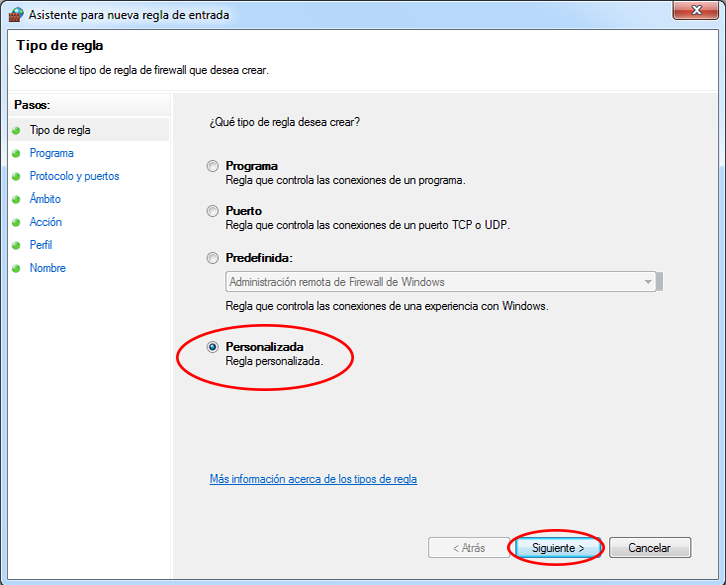 Asistente para nueva regla de entrada
Tipo de regla
Seleccione el tipo de regla de firewall que desea crear.
Pasos:
Tipo de regla
Programa
Protocolo y puertos
Ámbito
Acción
Perfil
Nombre
¿Qué tipo de regla desea crear?
Programa
Regla que controla las conexiones de un programa.
Puerto
Regla que controla las conexiones de un puerto TCP o UDP.
Predefinida:
Administración remota de Firewall de Windows
Regla que controla las conexiones de una experiencia con Windows.
Personalizada
Regla personalizada.
Más información acerca de los tipos de regla
< Atrás
Siguiente >
Cancelar